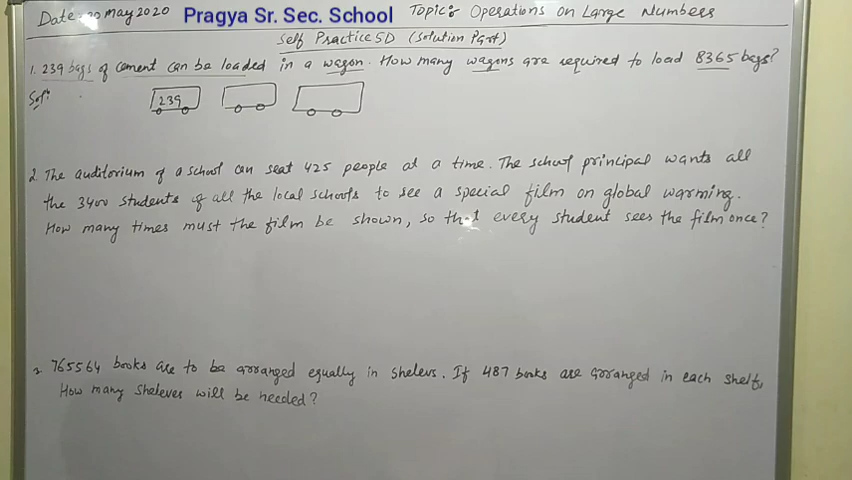 Date: 20 May 2020 Pragya Sr. Sec. School Topic: Operations on Large Numbers
Self Practice 5D (Solution Part)
1. 239 bags of cement can be loaded in a wagon. How many wagons are required to load 8365 bags?
Sol:
239
2. The auditorium of a school can seat 425 people at a time. The school principal wants all
the 3400 students of all the local schools to see a special film on global warming.
How many times must the film be shown, so that every student sees the film once?
3. 765564 books are to be arranged equally in shelevs. If 487 books are arranged in each shelf,
How many sheleves will be needed?